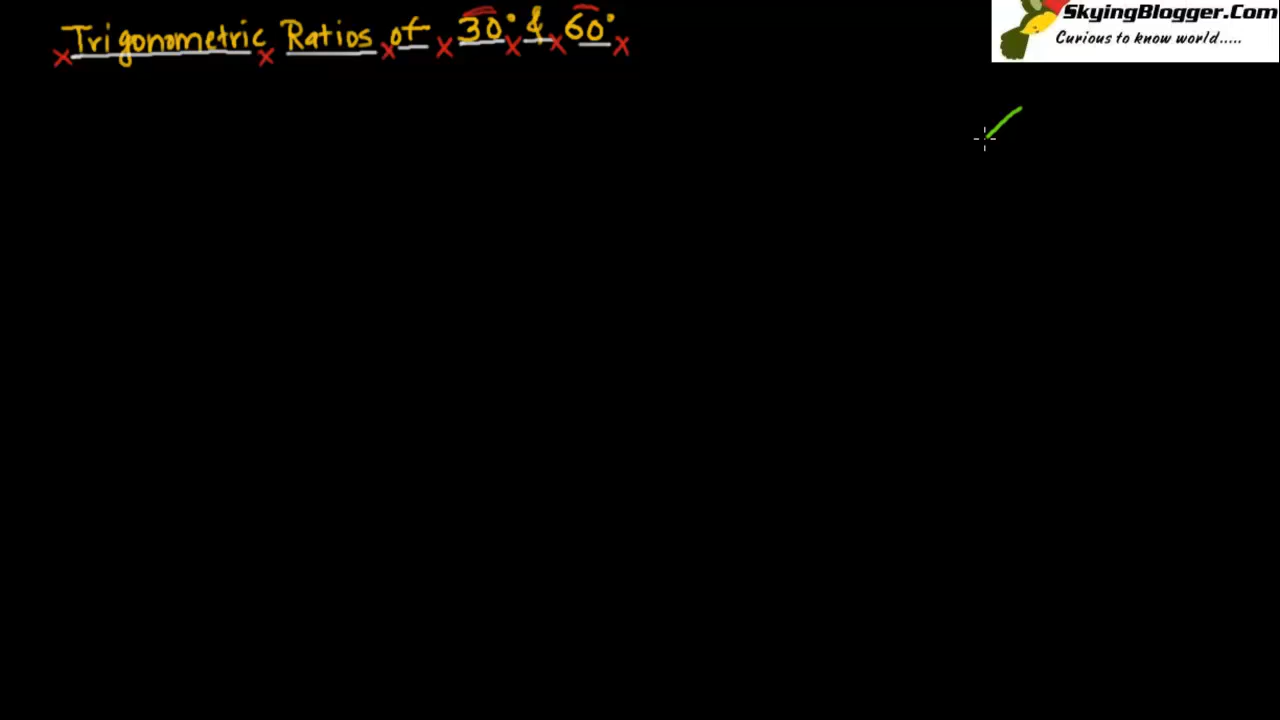 Trigonometric Ratios of 30° & 60°
SkyingBlogger.Com
Curious to know world.....